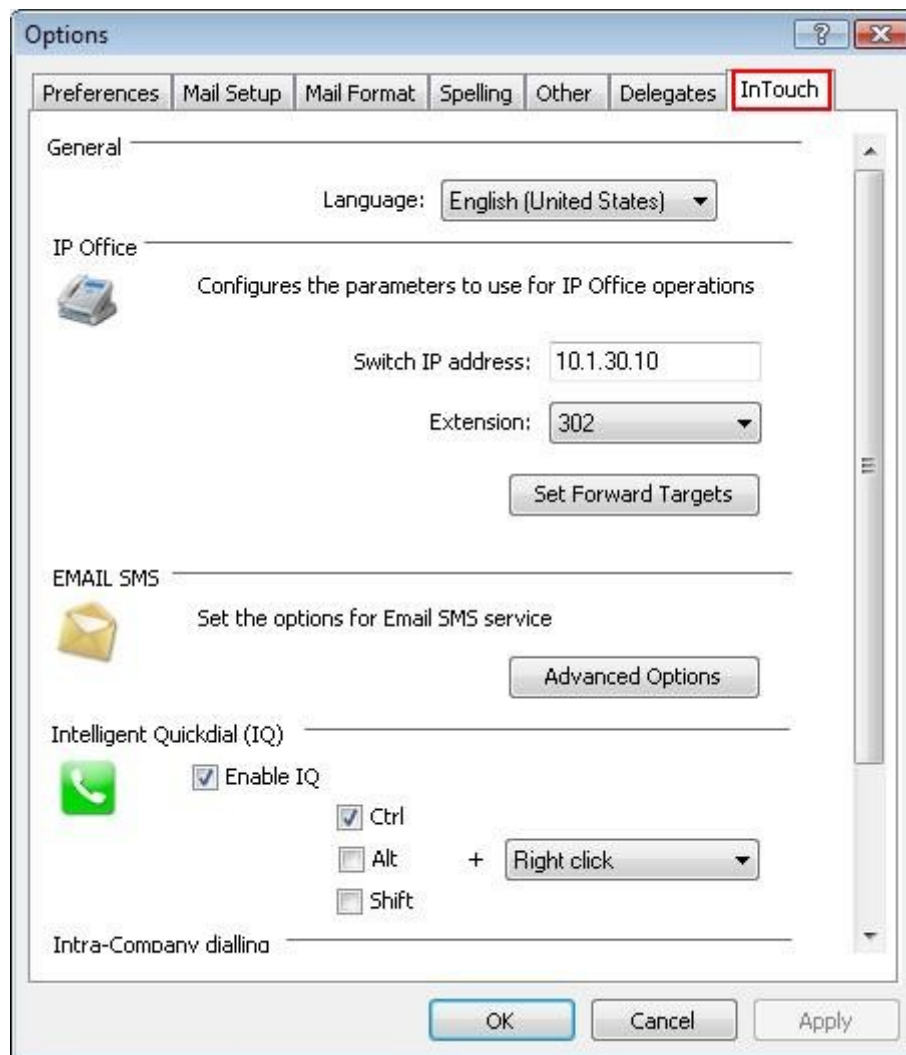 Options
Preferences Mail Setup Mail Format Spelling Other Delegates InTouch
General
Language: English (United States)
IP Office
Configures the parameters to use for IP Office operations
Switch IP address: 10.1.30.10
Extension: 302
Set Forward Targets
EMAIL SMS
Set the options for Email SMS service
Advanced Options
Intelligent Quickdial (IQ)
Enable IQ
Ctrl
Alt + Right click
Shift
Intra-Company dialling
OK Cancel Apply